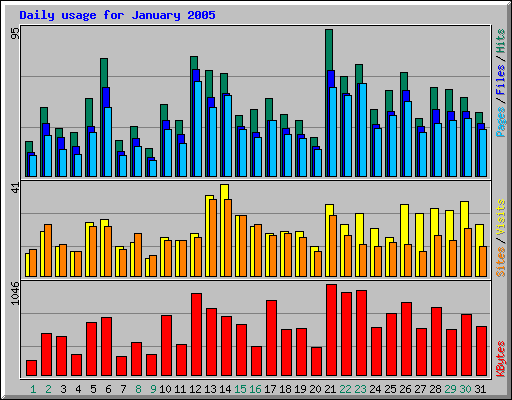 Daily usage for January 2005
95
Pages / Files / Hits
41
Sites / Visits
1046
KBytes
1 2 3 4 5 6 7 8 9 10 11 12 13 14 15 16 17 18 19 20 21 22 23 24 25 26 27 28 29 30 31